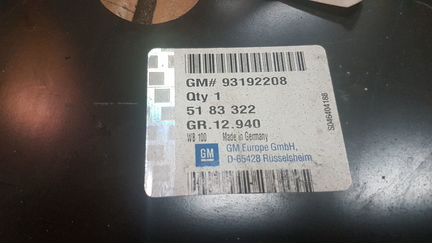 GM# 93192208
Qty 1
51 83 322
GR.12.940
WB 100 Made in Germany
GM
GM Europe GmbH,
D-65428 Rüsselsheim
S046404188